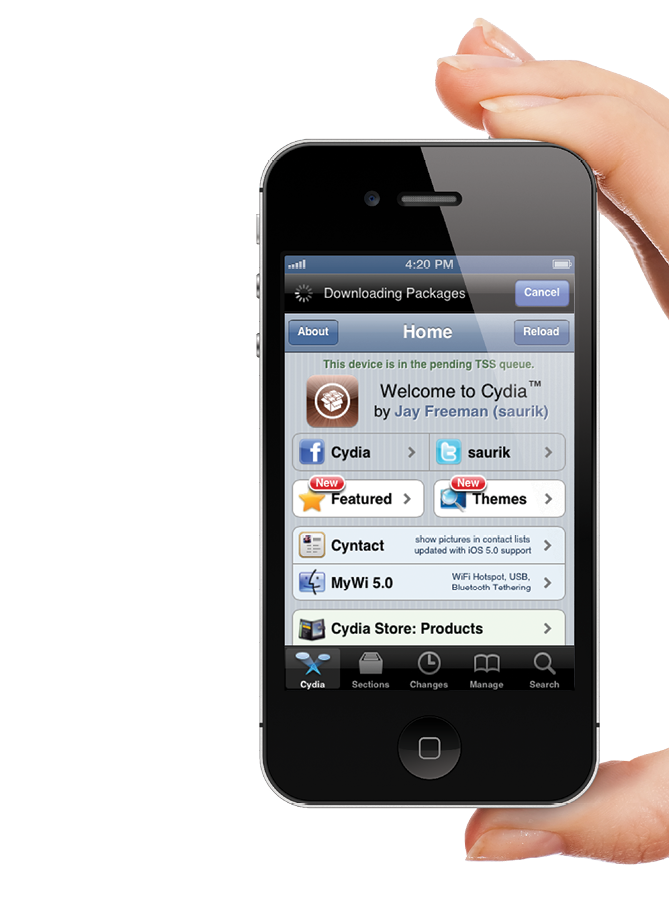 4:20 PM
Downloading Packages
Cancel
About
Home
Reload
This device is in the pending TSS queue.
Welcome to Cydia™
by Jay Freeman (saurik)
Cydia
saurik
New
Featured
New
Themes
Cyntact
show pictures in contact lists
updated with iOS 5.0 support
MyWi 5.0
WiFi Hotspot, USB,
Bluetooth Tethering
Cydia Store: Products
Cydia
Sections
Changes
Manage
Search